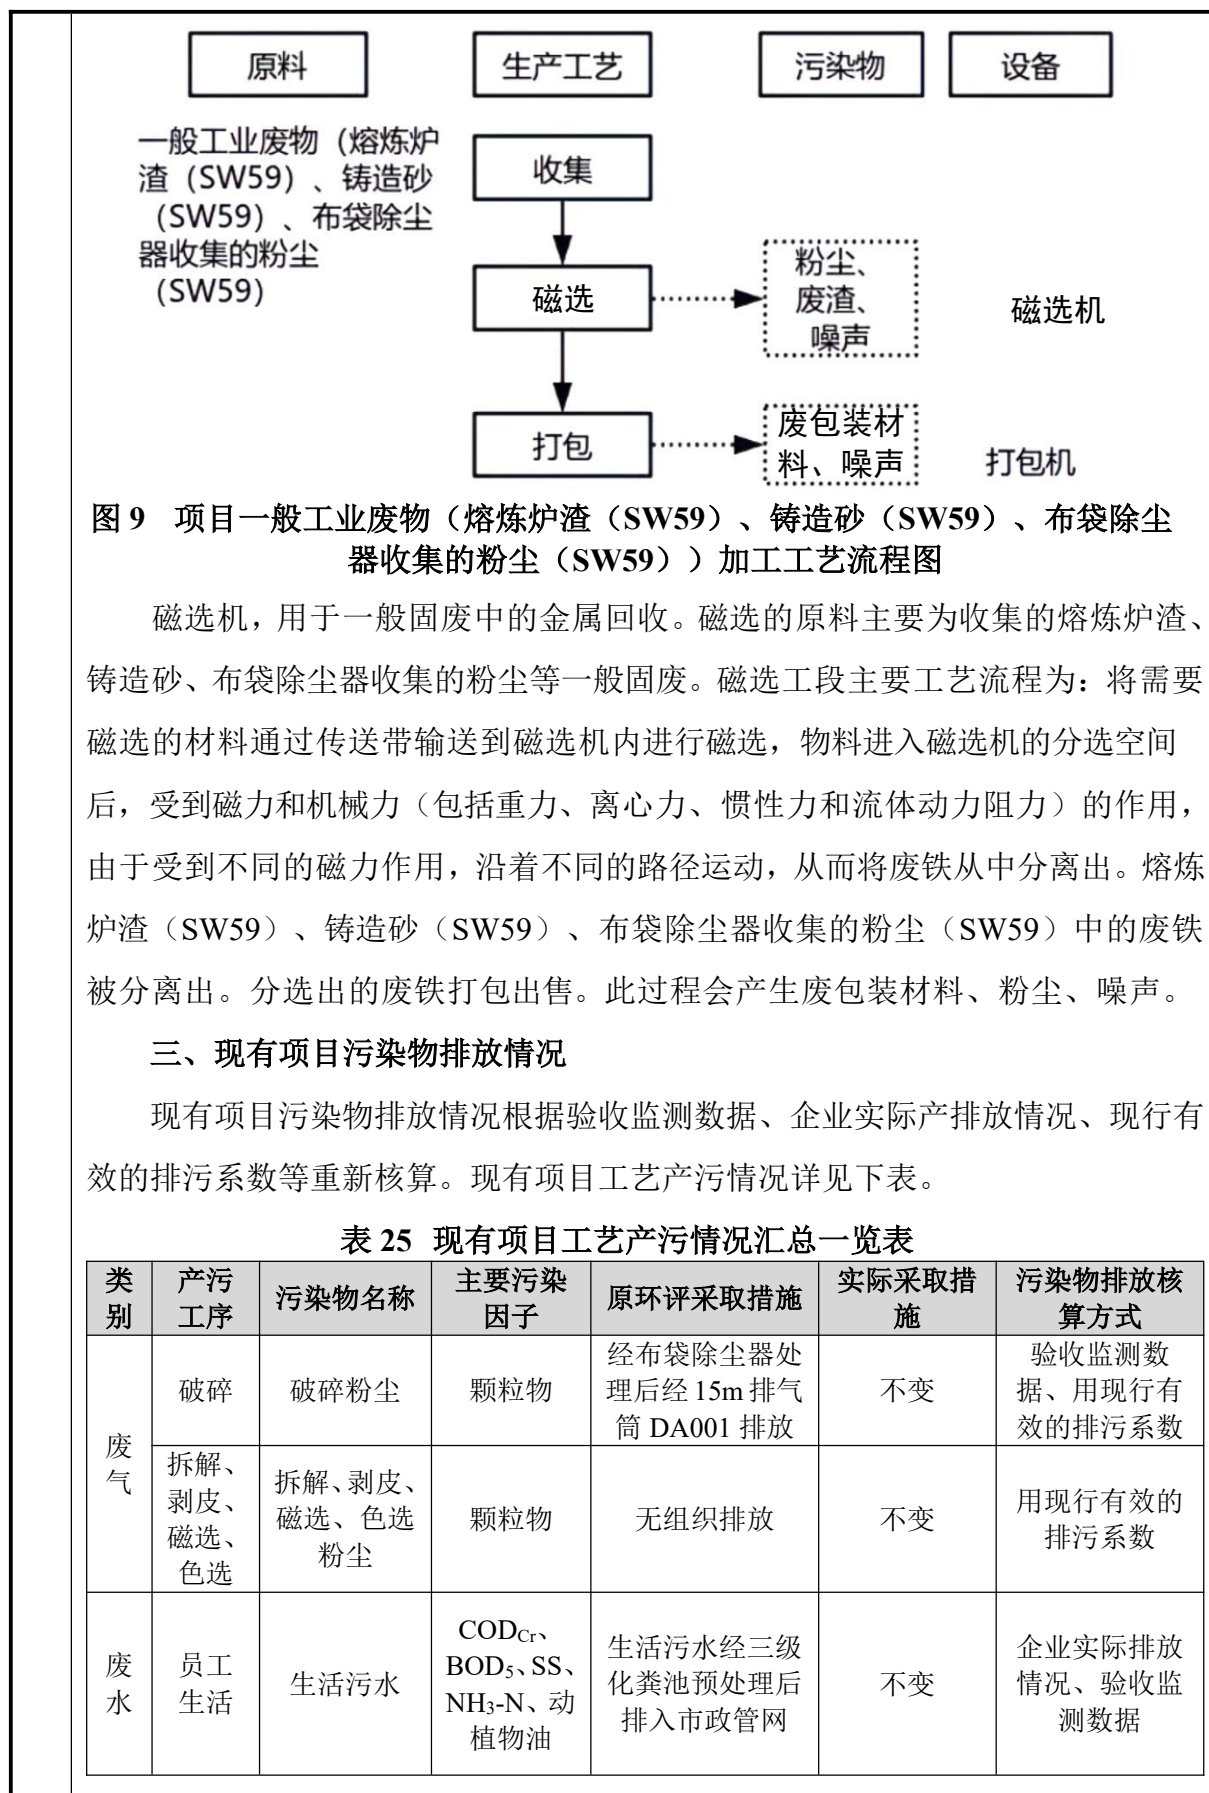 原料 生产工艺 污染物 设备
一般工业废物（熔炼炉
渣（SW59）、铸造砂
（SW59）、布袋除尘
器收集的粉尘
（SW59）
收集
磁选
粉尘、
废渣、
噪声
磁选机
打包
废包装材
料、噪声
打包机
图 9 项目一般工业废物（熔炼炉渣（SW59）、铸造砂（SW59）、布袋除尘
器收集的粉尘（SW59））加工工艺流程图
磁选机，用于一般固废中的金属回收。磁选的原料主要为收集的熔炼炉渣、
铸造砂、布袋除尘器收集的粉尘等一般固废。磁选工段主要工艺流程为：将需要
磁选的材料通过传送带输送到磁选机内进行磁选，物料进入磁选机的分选空间
后，受到磁力和机械力（包括重力、离心力、惯性力和流体动力阻力）的作用，
由于受到不同的磁力作用，沿着不同的路径运动，从而将废铁从中分离出。熔炼
炉渣（SW59）、铸造砂（SW59）、布袋除尘器收集的粉尘（SW59）中的废铁
被分离出。分选出的废铁打包出售。此过程会产生废包装材料、粉尘、噪声。
三、现有项目污染物排放情况
现有项目污染物排放情况根据验收监测数据、企业实际产排放情况、现行有
效的排污系数等重新核算。现有项目工艺产污情况详见下表。
表 25 现有项目工艺产污情况汇总一览表
类
别
产污
工序
污染物名称
主要污染
因子
原环评采取措施
实际采取措
施
污染物排放核
算方式
废
气
破碎
破碎粉尘
颗粒物
经布袋除尘器处
理后经 15m 排气
筒 DA001 排放
不变
验收监测数
据、用现行有
效的排污系数
拆解、
剥皮、
磁选、
色选
拆解、剥皮、
磁选、色选
粉尘
颗粒物
无组织排放
不变
用现行有效的
排污系数
废
水
员工
生活
生活污水
CODCr、
BOD5、SS、
NH3-N、动
植物油
生活污水经三级
化粪池预处理后
排入市政管网
不变
企业实际排放
情况、验收监
测数据